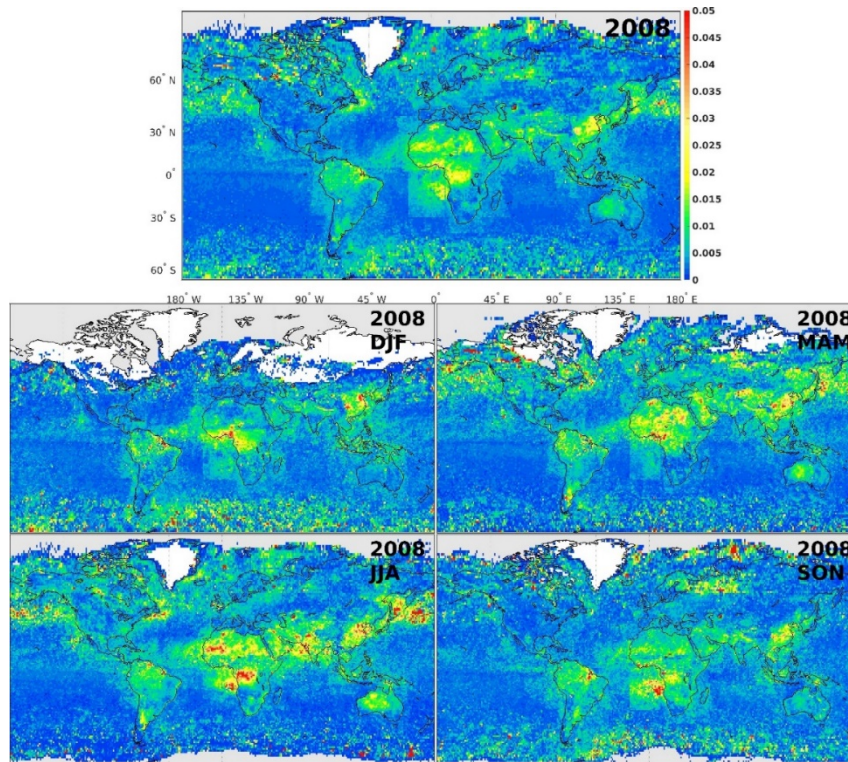 2008
0.05
0.045
0.04
0.035
0.03
0.025
0.02
0.015
0.01
0.005
0
60° N
30° N
0°
30° S
60° S
180° W
135° W
90° W
45° W
0°
45° E
90° E
135° E
180° E
2008
DJF
2008
MAM
2008
JJA
2008
SON